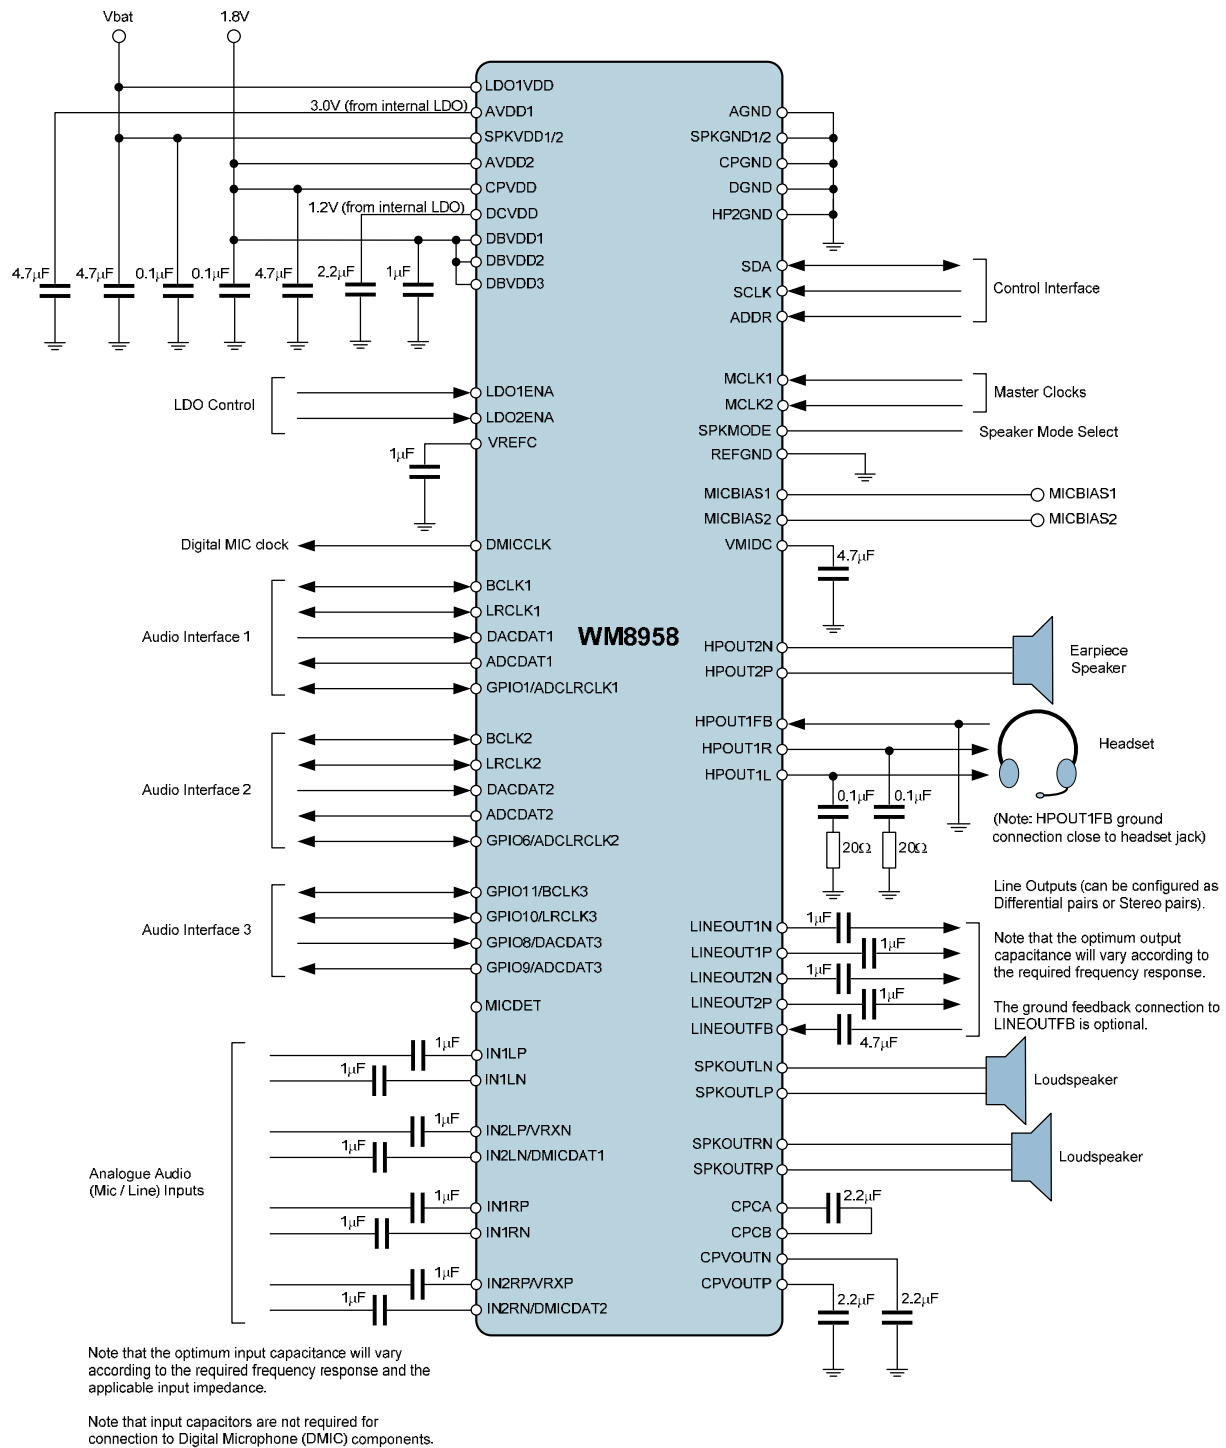 Vbat
1.8V
LDO1VDD
3.0V (from internal LDO)
AVDD1
SPKVDD1/2
AVDD2
CPVDD
1.2V (from internal LDO)
DCVDD
DBVDD1
DBVDD2
DBVDD3
4.7µF
4.7µF
0.1µF
0.1µF
4.7µF
2.2µF
1µF
LDO Control
LDO1ENA
LDO2ENA
VREFC
1µF
Digital MIC clock
DMICCLK
Audio Interface 1
BCLK1
LRCLK1
DACDAT1
ADCDAT1
GPIO1/ADCLRCLK1
Audio Interface 2
BCLK2
LRCLK2
DACDAT2
ADCDAT2
GPIO6/ADCLRCLK2
Audio Interface 3
GPIO11/BCLK3
GPIO10/LRCLK3
GPIO8/DACDAT3
GPIO9/ADCDAT3
MICDET
Analogue Audio
(Mic / Line) Inputs
1µF
IN1LP
1µF
IN1LN
1µF
IN2LP/VRXN
1µF
IN2LN/DMICDAT1
1µF
IN1RP
1µF
IN1RN
1µF
IN2RP/VRXP
1µF
IN2RN/DMICDAT2
Note that the optimum input capacitance will vary
according to the required frequency response and the
applicable input impedance.
Note that input capacitors are not required for
connection to Digital Microphone (DMIC) components.
WM8958
AGND
SPKGND1/2
CPGND
DGND
HP2GND
SDA
SCLK
ADDR
Control Interface
MCLK1
MCLK2
Master Clocks
SPKMODE
Speaker Mode Select
REFGND
MICBIAS1
MICBIAS1
MICBIAS2
MICBIAS2
VMIDC
4.7µF
HPOUT2N
HPOUT2P
Earpiece
Speaker
HPOUT1FB
HPOUT1R
HPOUT1L
Headset
0.1µF
0.1µF
20Ω
20Ω
(Note: HPOUT1FB ground
connection close to headset jack)
Line Outputs (can be configured as
Differential pairs or Stereo pairs).
Note that the optimum output
capacitance will vary according to
the required frequency response.
The ground feedback connection to
LINEOUTFB is optional.
LINEOUT1N
1µF
LINEOUT1P
1µF
LINEOUT2N
1µF
LINEOUT2P
1µF
LINEOUTFB
4.7µF
SPKOUTLN
SPKOUTLP
Loudspeaker
SPKOUTRN
SPKOUTRP
Loudspeaker
CPCA
2.2µF
CPCB
CPVOUTN
CPVOUTP
2.2µF
2.2µF